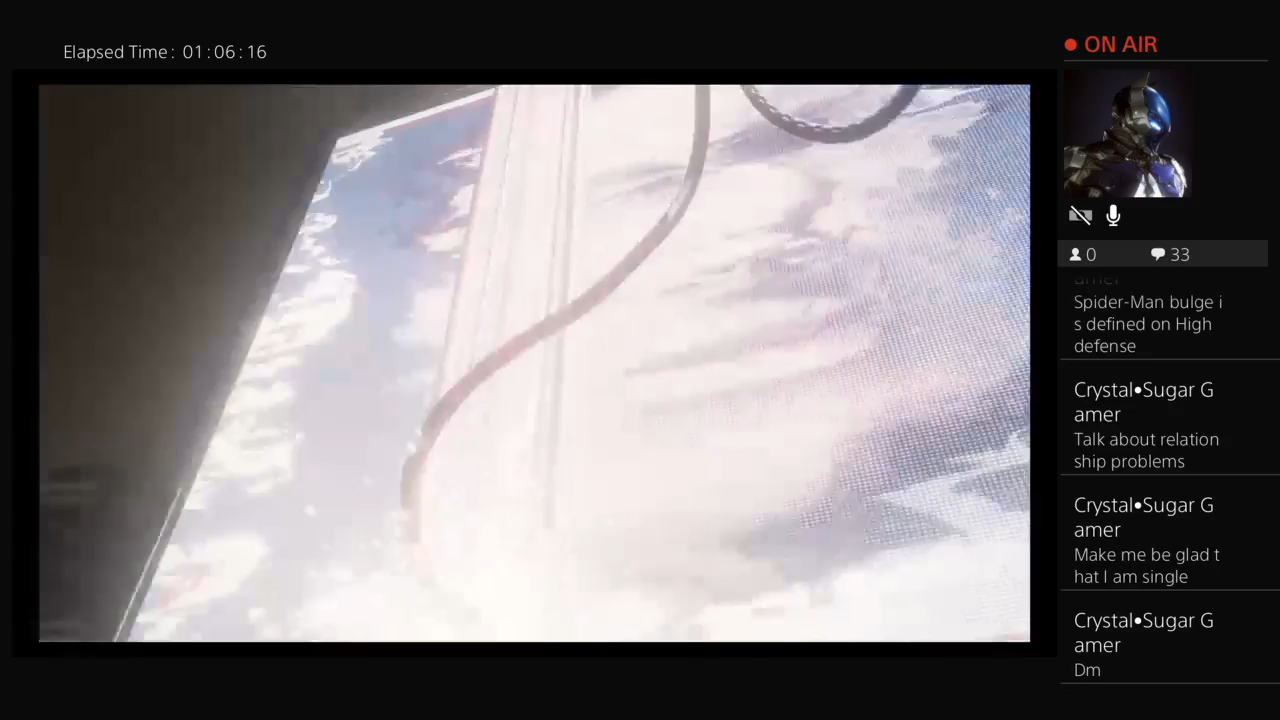 Elapsed Time: 01:06:16
ON AIR
0 33
Spider-Man bulge i
s defined on High
defense
Crystal•Sugar G
amer
Talk about relation
ship problems
Crystal•Sugar G
amer
Make me be glad t
hat I am single
Crystal•Sugar G
amer
Dm